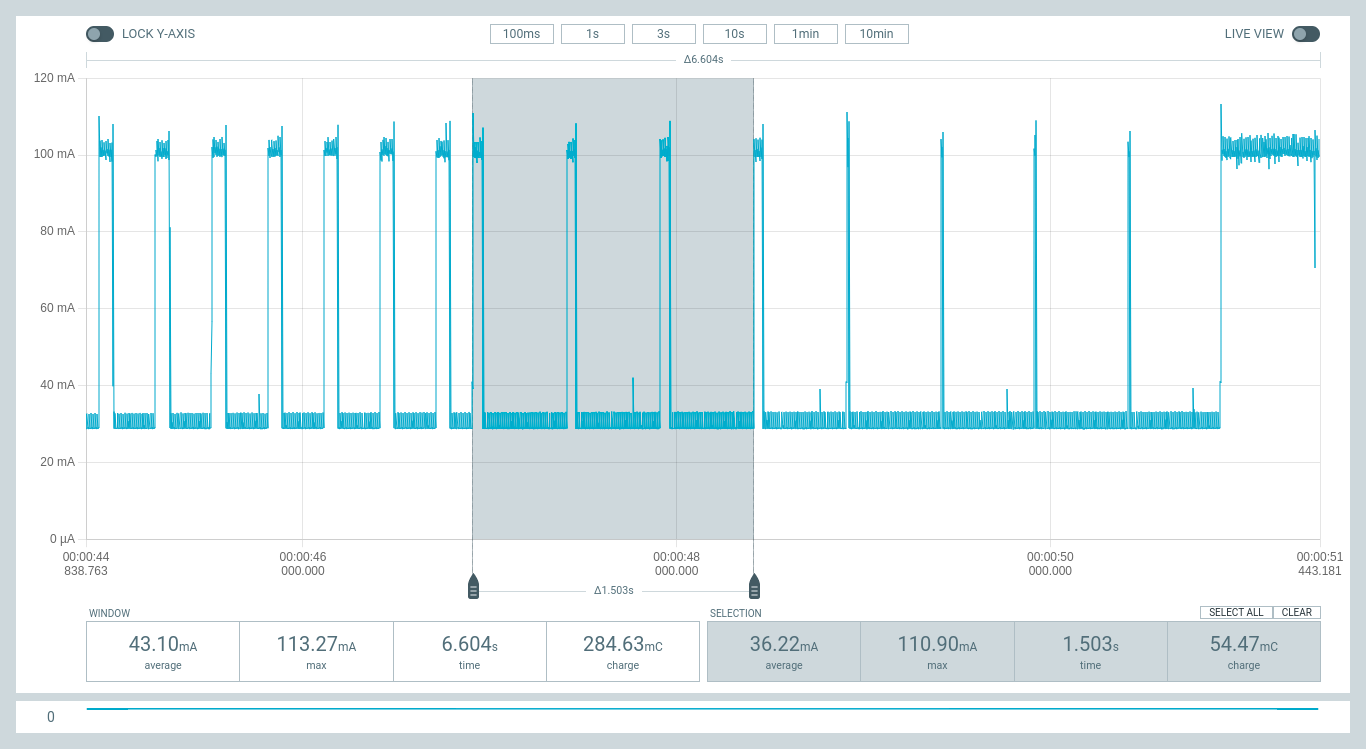 LOCK Y-AXIS 100ms 1s 3s 10s 1min 10min LIVE VIEW
Δ6.604s
120 mA
100 mA
80 mA
60 mA
40 mA
20 mA
0 µA
00:00:44 00:00:46 00:00:48 00:00:50 00:00:51
838.763 000.000 000.000 000.000 443.181
Δ1.503s
WINDOW SELECTION SELECT ALL CLEAR
43.10mA 113.27mA 6.604s 284.63mC 36.22mA 110.90mA 1.503s 54.47mC
average max time charge average max time charge
0